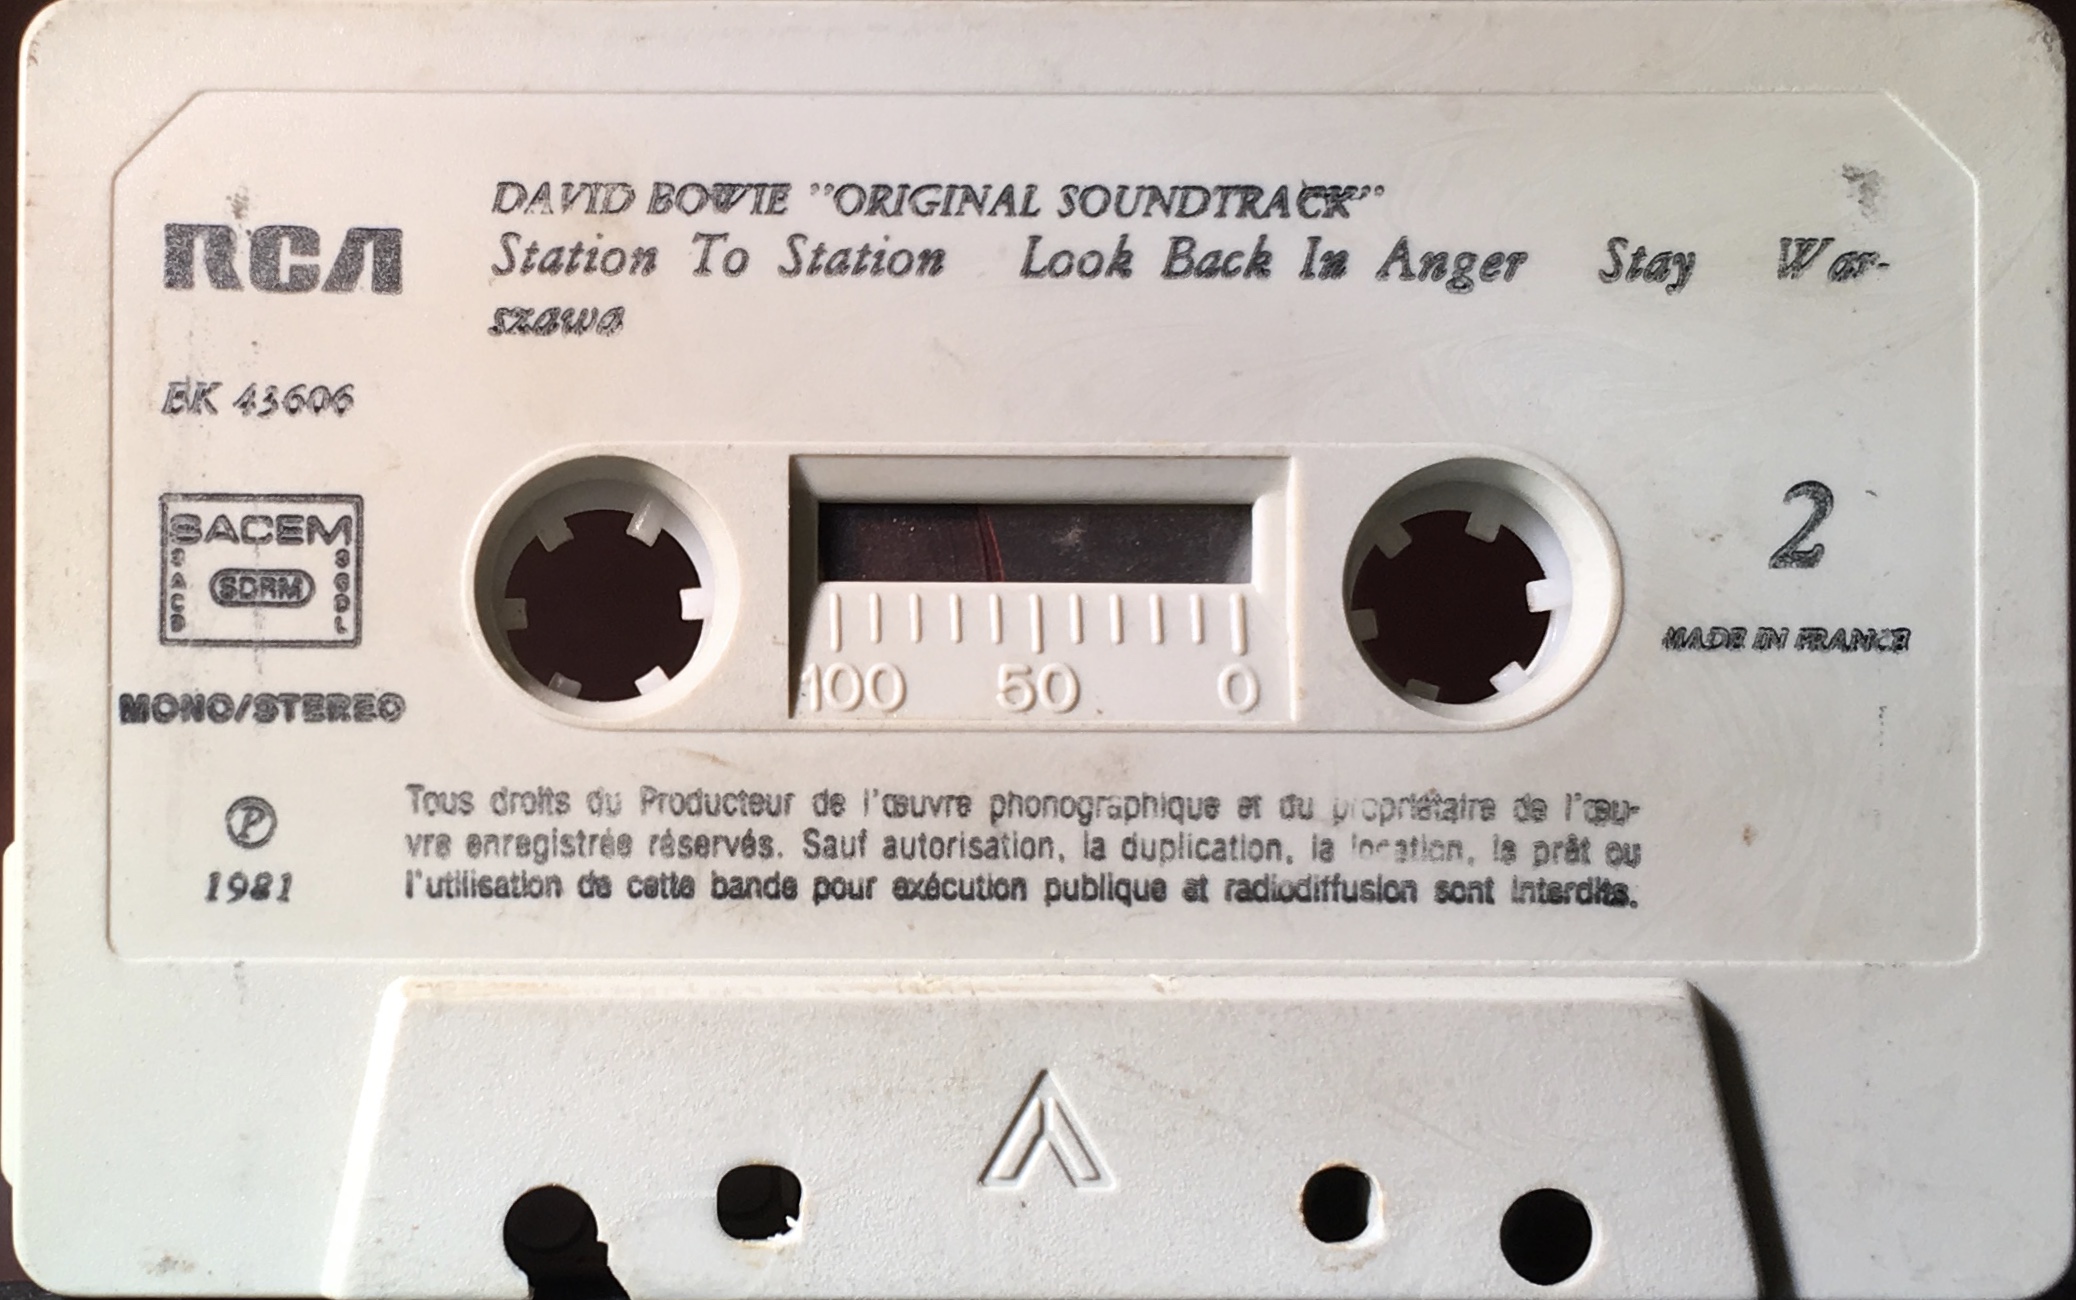 DAVID BOWIE "ORIGINAL SOUNDTRACK"
RCA
Station To Station Look Back In Anger Stay War-
szawa
EK 43606
SACEM
SACD SDRM SGDL
2
MADE IN FRANCE
100 50 0
MONO/STEREO
Tous droits du Producteur de l'œuvre phonographique et du propriétaire de l'œu-
vre enregistrée réservés. Sauf autorisation, la duplication, la location, le prêt ou
l'utilisation de cette bande pour exécution publique et radiodiffusion sont interdits.
℗
1981